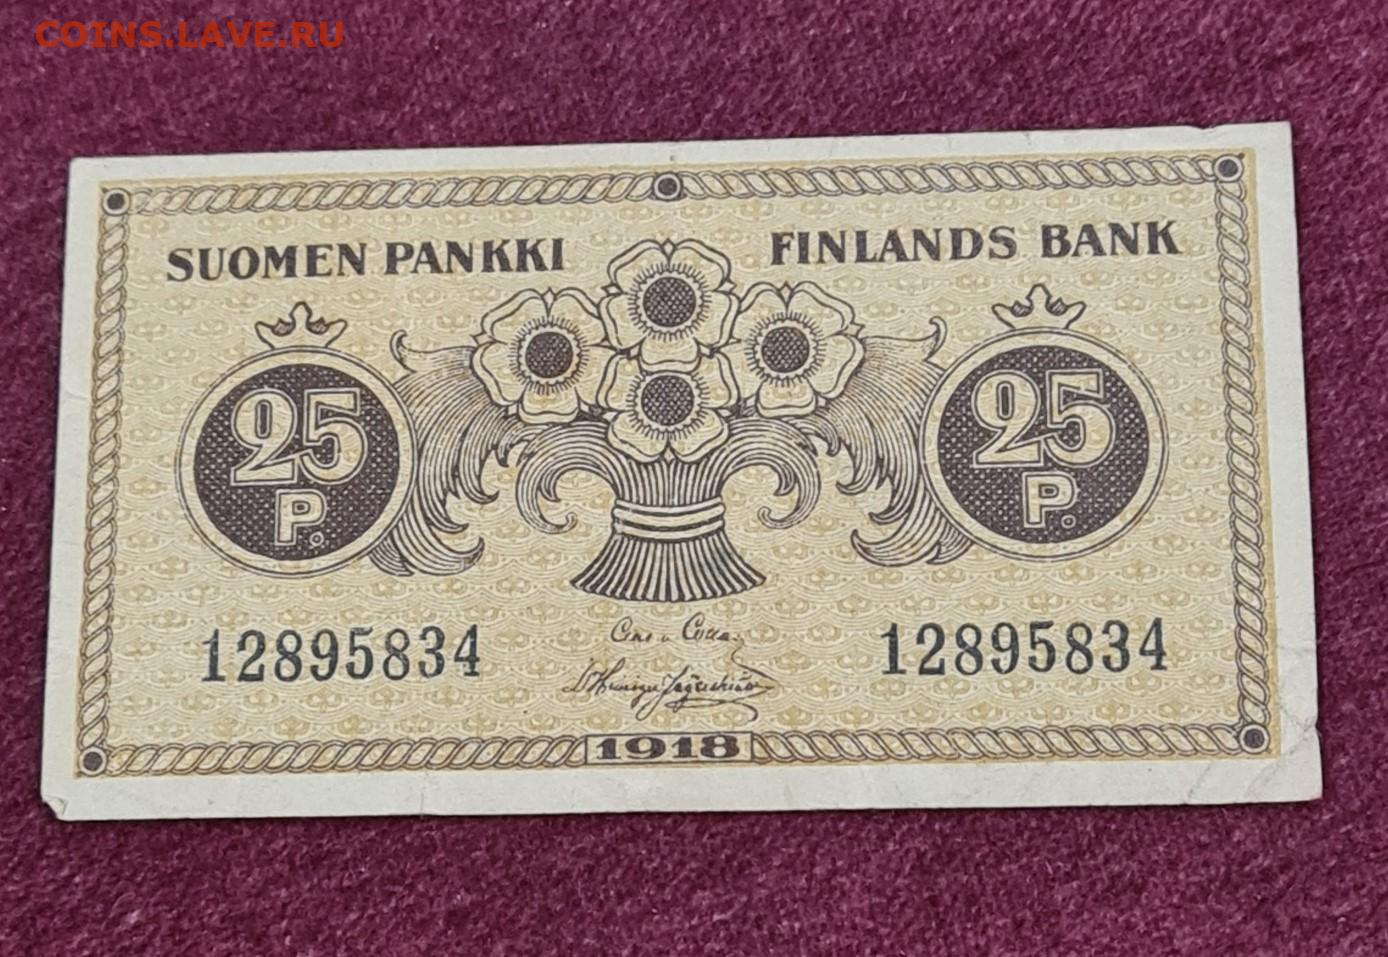 COINS.LAVE.RU
SUOMEN PANKKI FINLANDS BANK
25 25
P. P.
12895834 12895834
1918